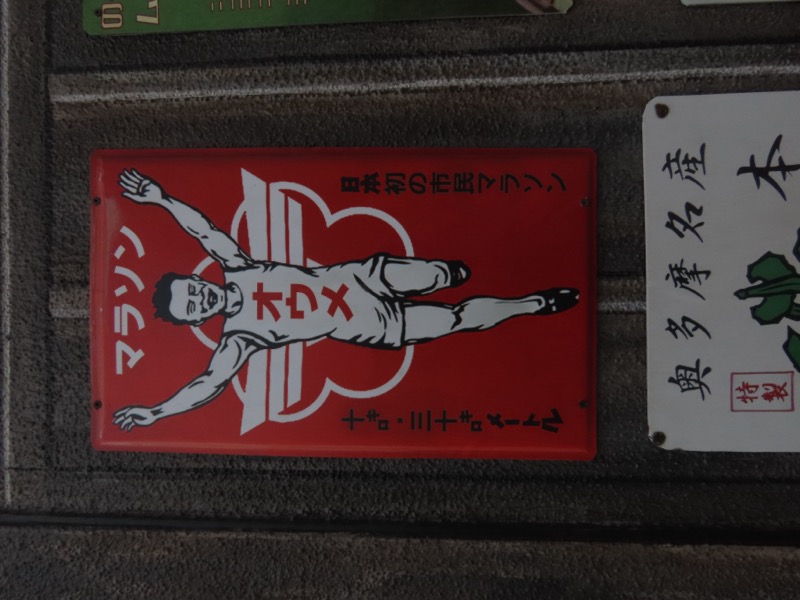 マラソン
日本初の市民マラソン
オウメ
十キロ・三十キロメートル
奥多摩名産
本
特製